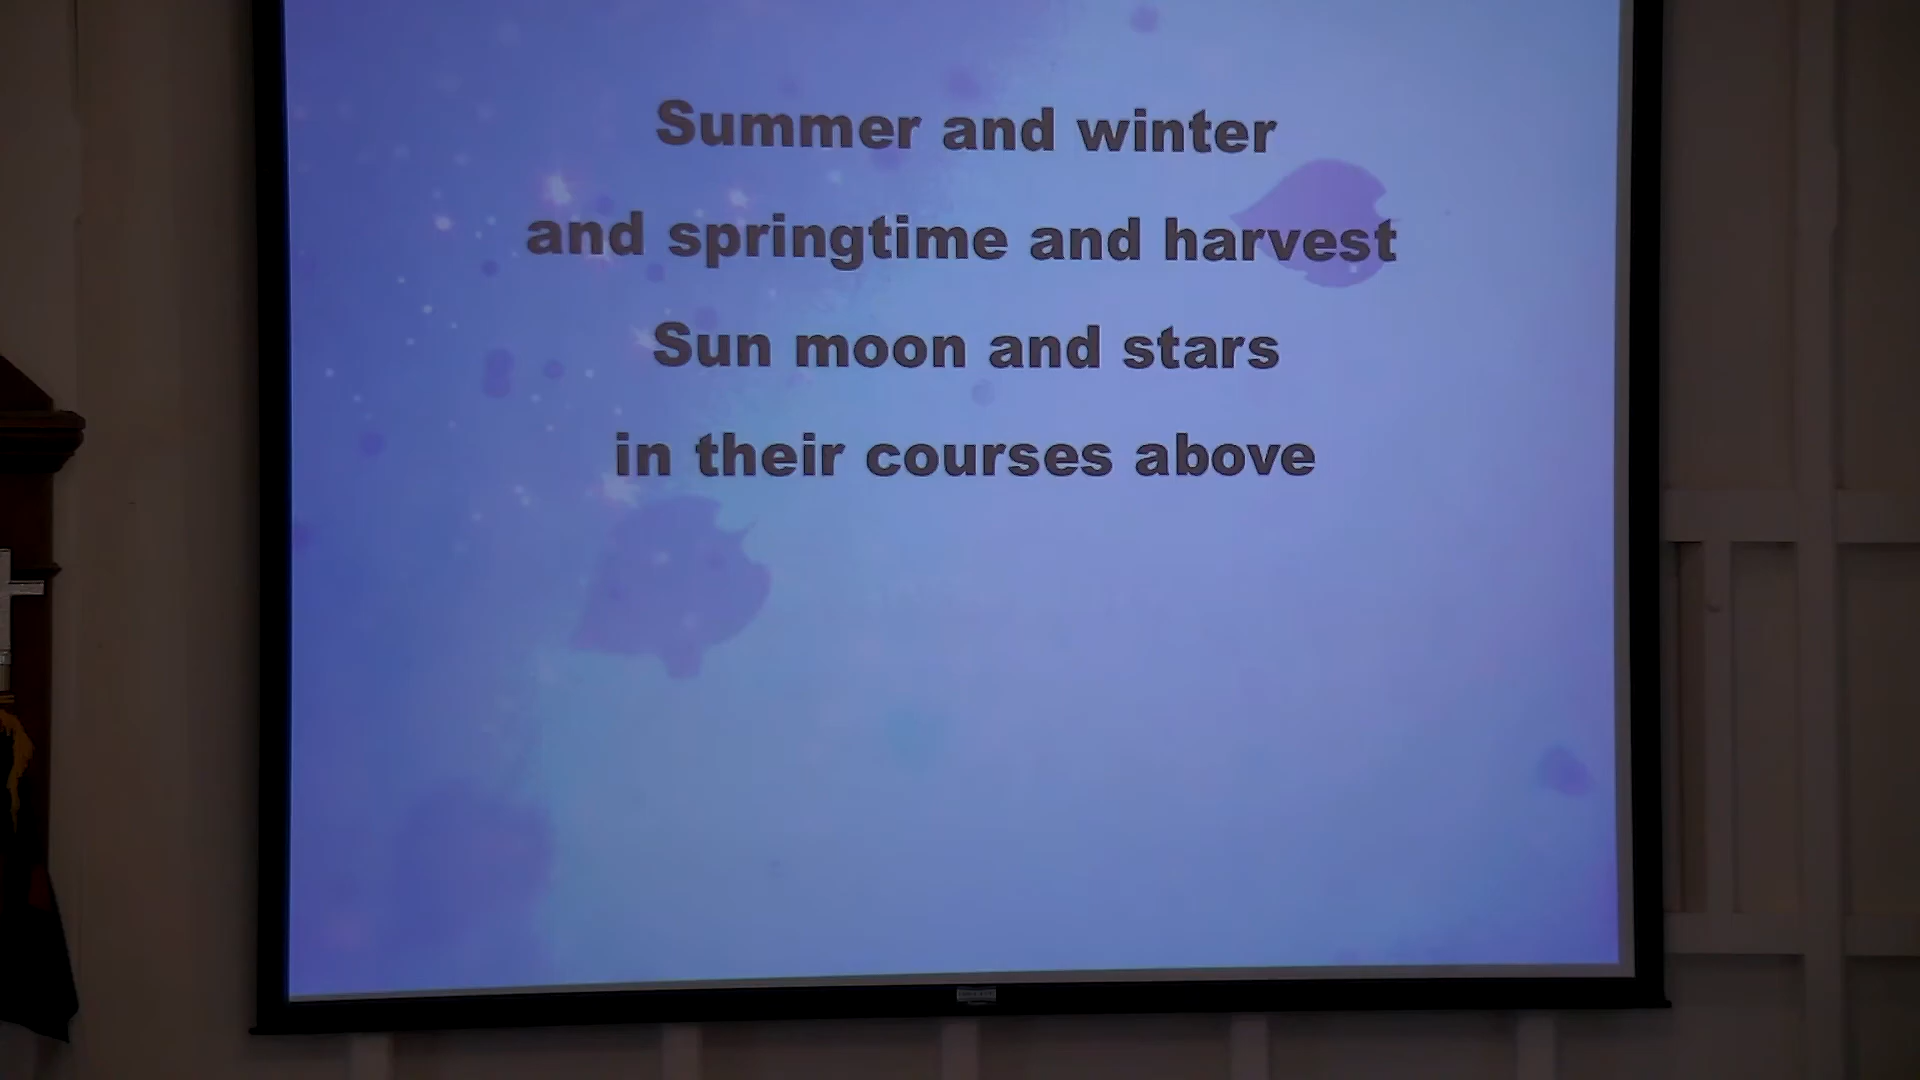 Summer and winter
and springtime and harvest
Sun moon and stars
in their courses above